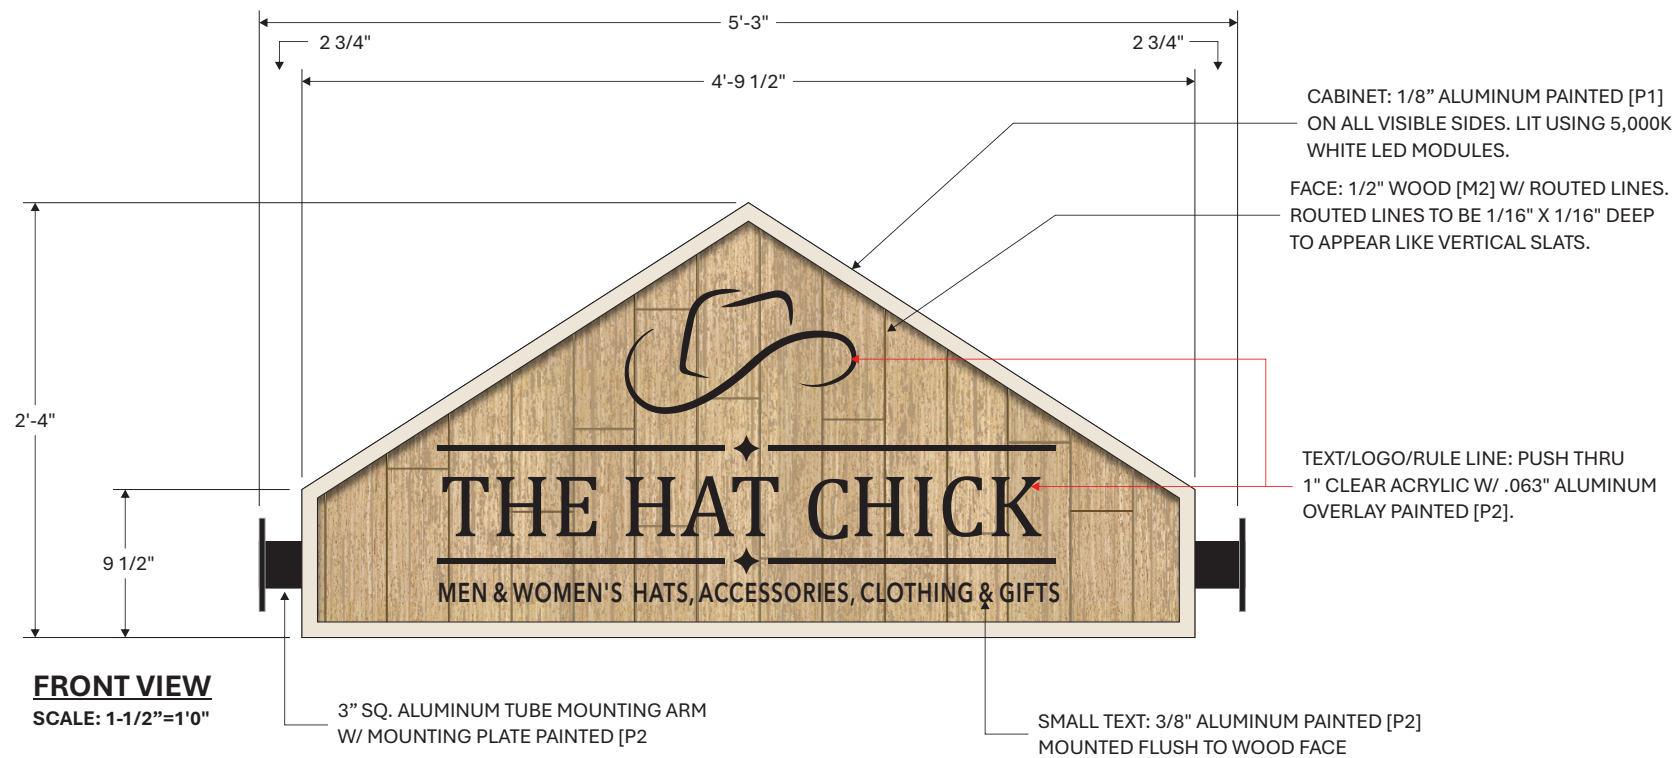 5'-3"
2 3/4"
2 3/4"
4'-9 1/2"
CABINET: 1/8” ALUMINUM PAINTED [P1]
ON ALL VISIBLE SIDES. LIT USING 5,000K
WHITE LED MODULES.
FACE: 1/2" WOOD [M2] W/ ROUTED LINES.
ROUTED LINES TO BE 1/16" X 1/16" DEEP
TO APPEAR LIKE VERTICAL SLATS.
2'-4"
TEXT/LOGO/RULE LINE: PUSH THRU
1" CLEAR ACRYLIC W/ .063" ALUMINUM
OVERLAY PAINTED [P2].
THE HAT CHICK
9 1/2"
MEN & WOMEN'S HATS, ACCESSORIES, CLOTHING & GIFTS
FRONT VIEW
SCALE: 1-1/2”=1'0"
3” SQ. ALUMINUM TUBE MOUNTING ARM
W/ MOUNTING PLATE PAINTED [P2
SMALL TEXT: 3/8" ALUMINUM PAINTED [P2]
MOUNTED FLUSH TO WOOD FACE